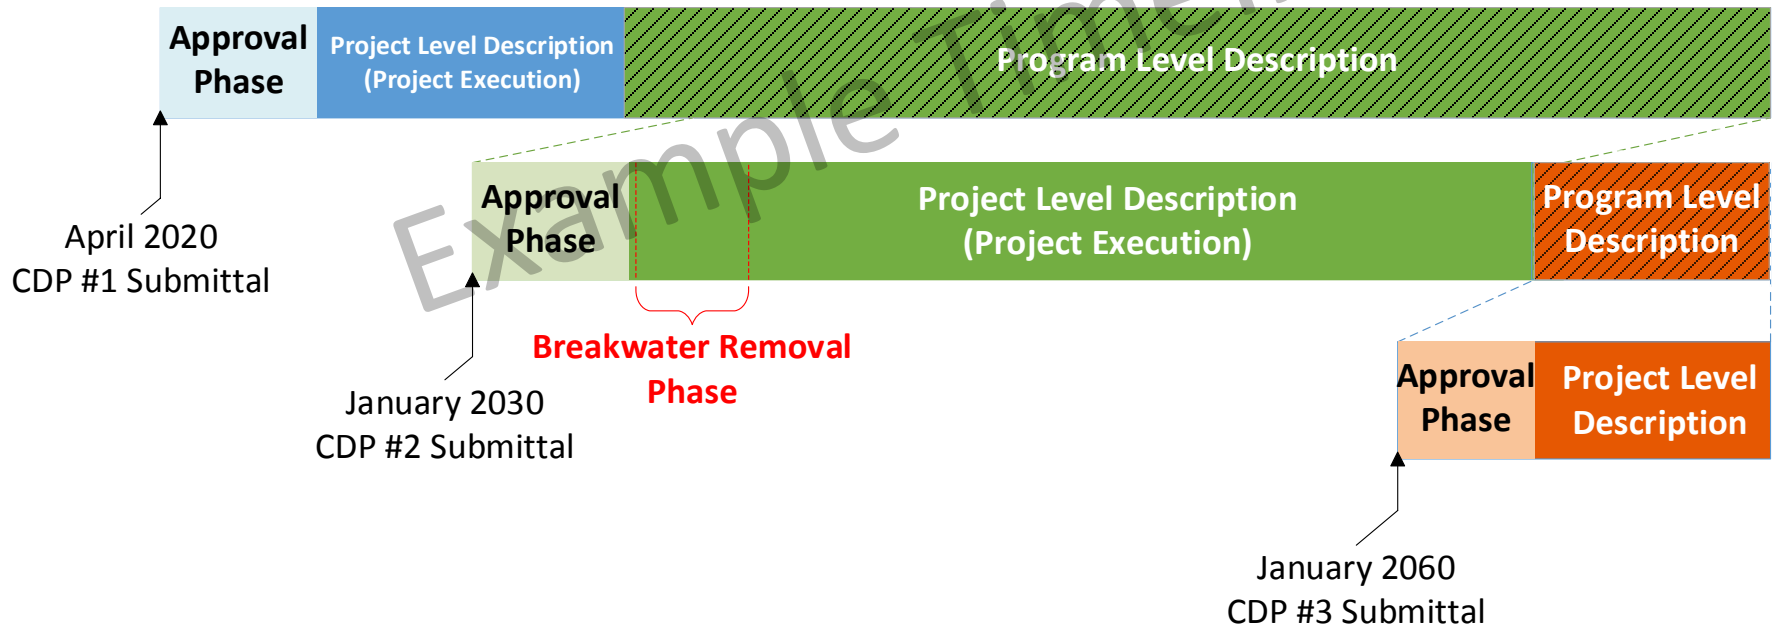 Approval
Phase
Project Level Description
(Project Execution)
Program Level Description
April 2020
CDP #1 Submittal
Approval
Phase
Project Level Description
(Project Execution)
Program Level
Description
Breakwater Removal
Phase
January 2030
CDP #2 Submittal
Approval
Phase
Project Level
Description
January 2060
CDP #3 Submittal
Example